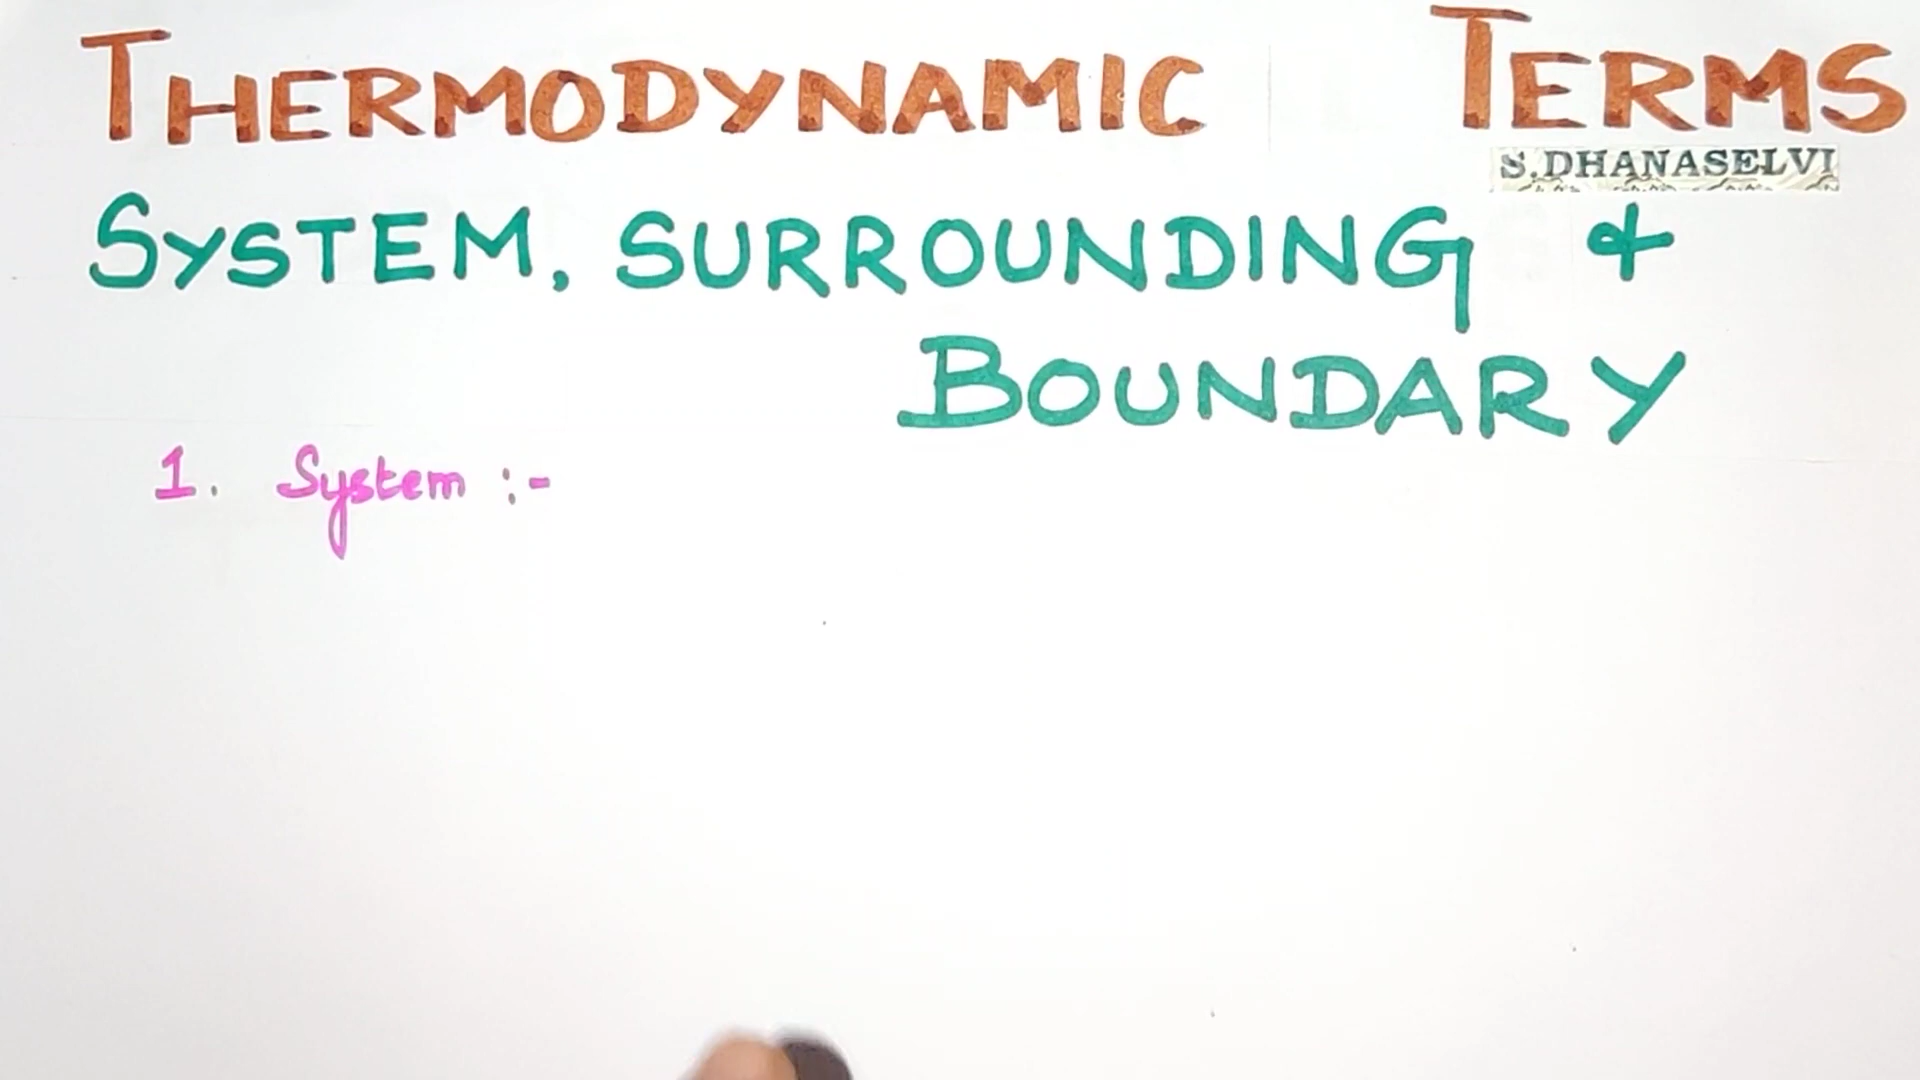 THERMODYNAMIC TERMS
S.DHANASELVI
SYSTEM, SURROUNDING &
BOUNDARY
1. System :-